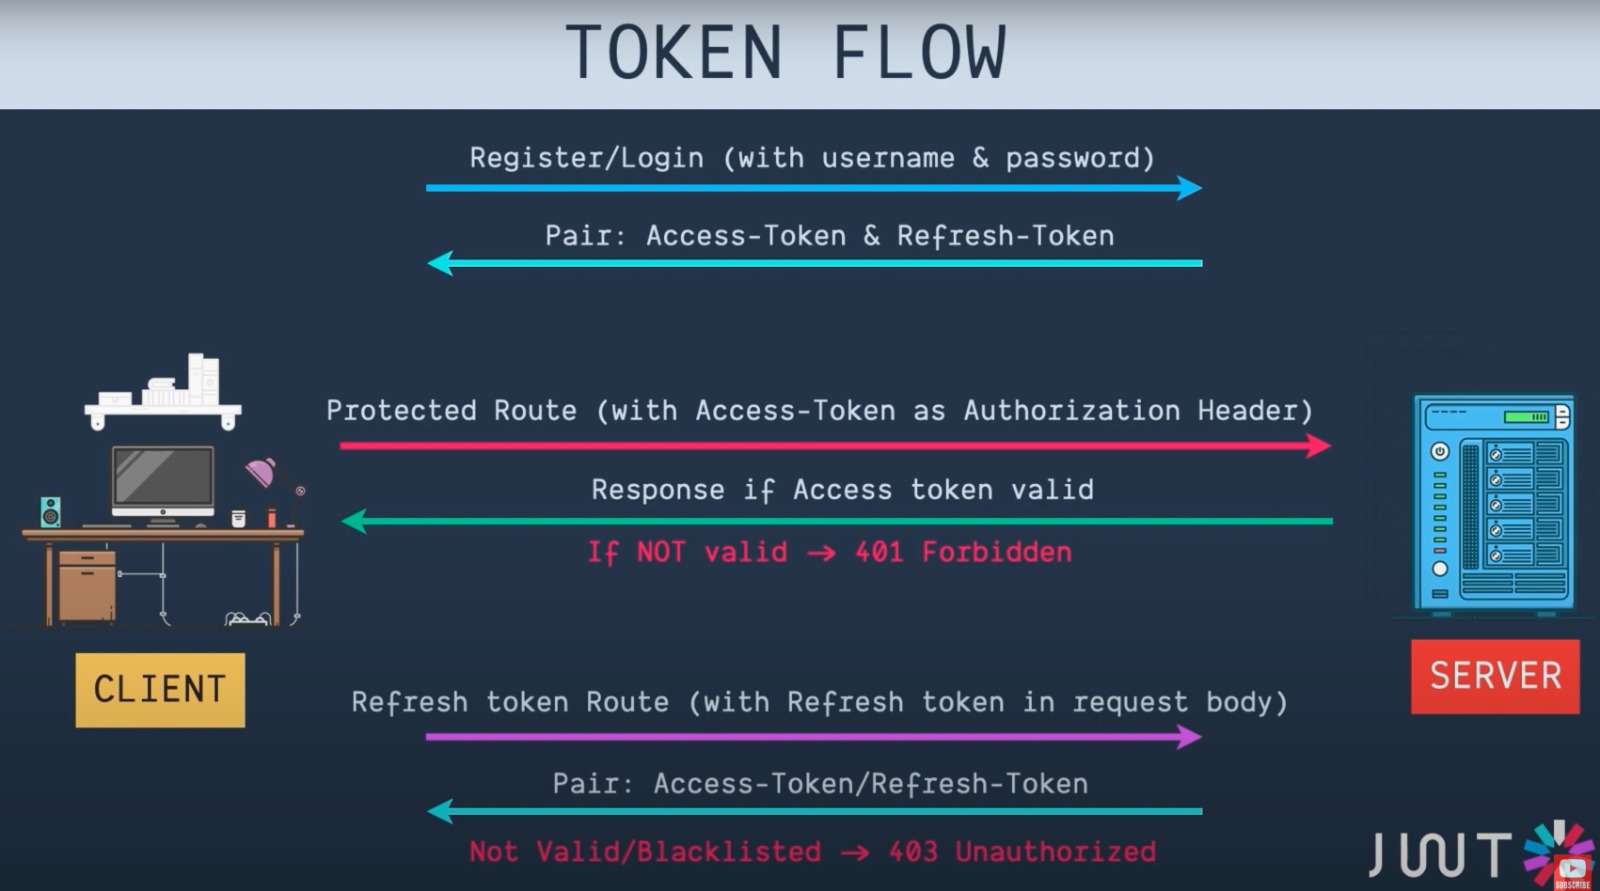 TOKEN FLOW
Register/Login (with username & password)
Pair: Access-Token & Refresh-Token
Protected Route (with Access-Token as Authorization Header)
Response if Access token valid
If NOT valid → 401 Forbidden
CLIENT
SERVER
Refresh token Route (with Refresh token in request body)
Pair: Access-Token/Refresh-Token
Not Valid/Blacklisted → 403 Unauthorized
JWT
SUBSCRIBE